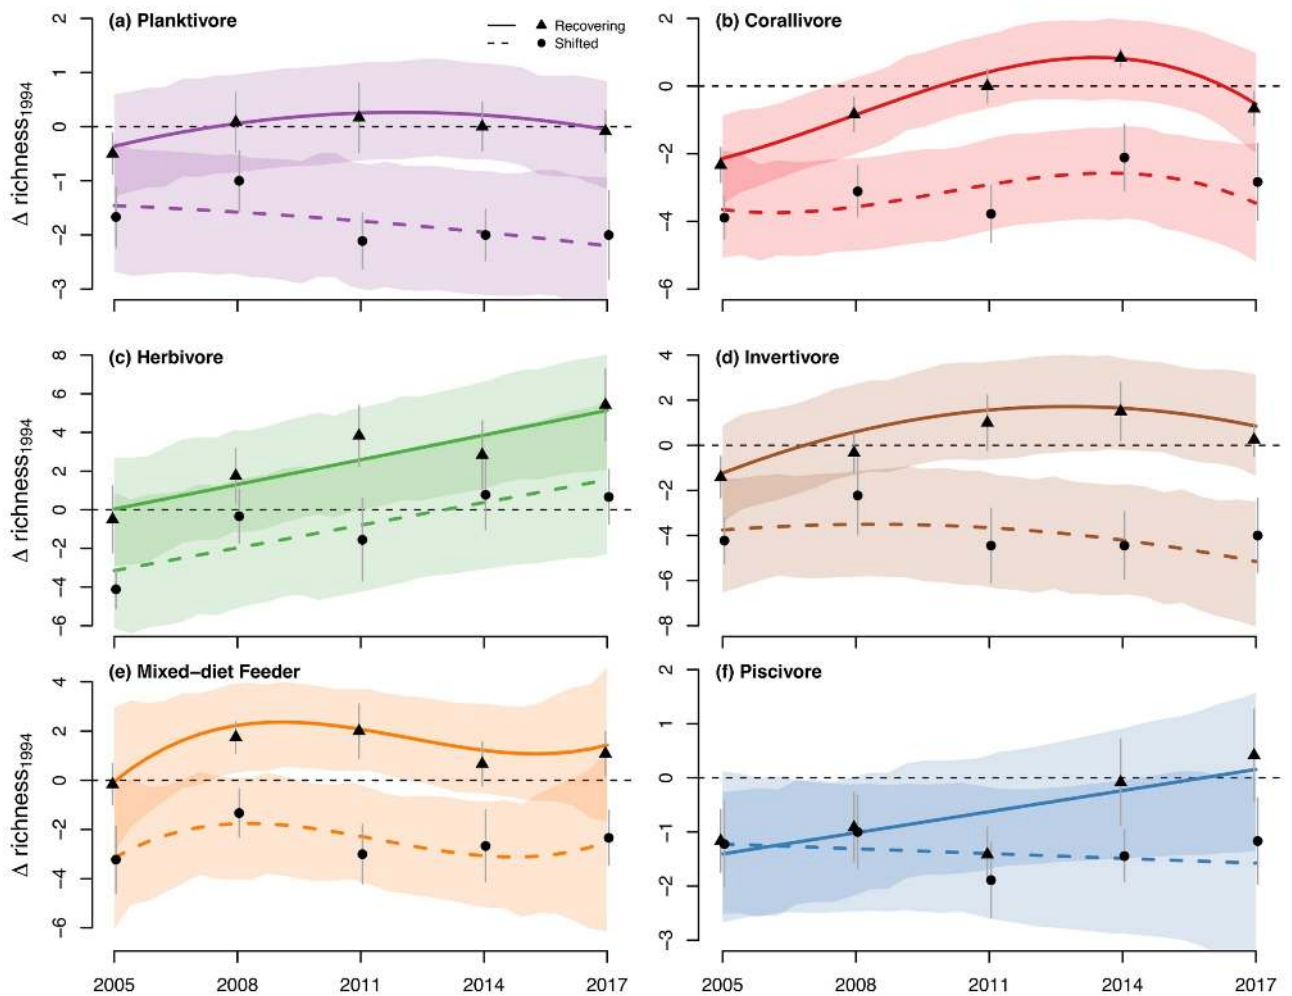 (a) Planktivore
Recovering
Shifted
2
1
0
−1
−2
−3
Δ richness1994
(b) Corallivore
2
0
−2
−4
−6
(c) Herbivore
8
6
4
2
0
−2
−4
−6
Δ richness1994
(d) Invertivore
4
2
0
−2
−4
−6
−8
(e) Mixed−diet Feeder
4
2
0
−2
−4
−6
Δ richness1994
2005 2008 2011 2014 2017
(f) Piscivore
2
1
0
−1
−2
−3
2005 2008 2011 2014 2017